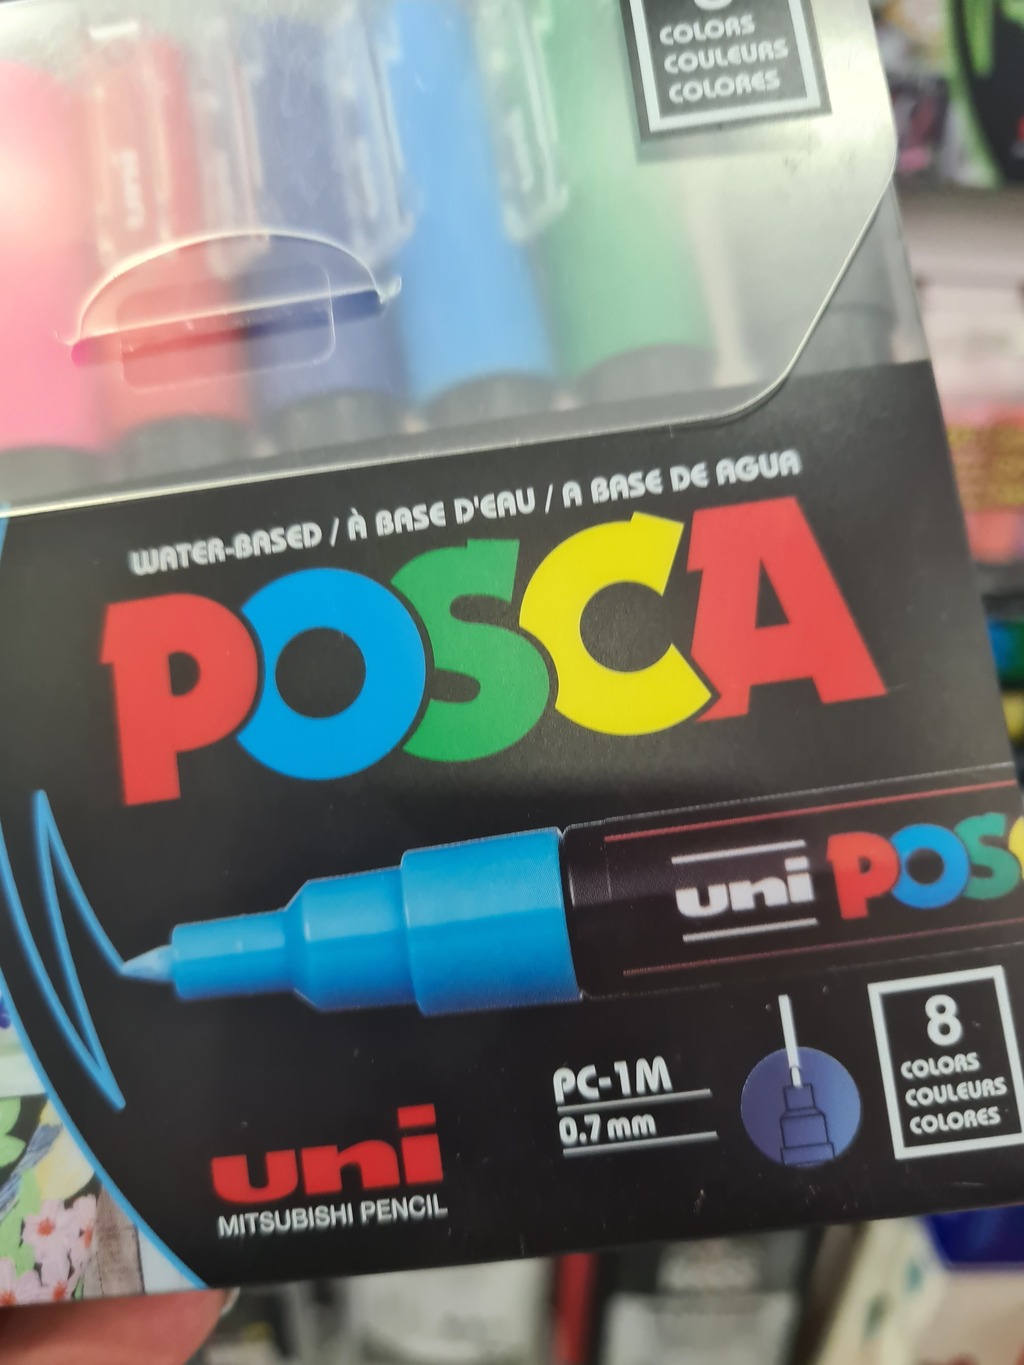 COLORS
COULEURS
COLORES
WATER-BASED / À BASE D'EAU / A BASE DE AGUA
POSCA
uni POS
PC-1M
0.7 mm
8
COLORS
COULEURS
COLORES
uni
MITSUBISHI PENCIL